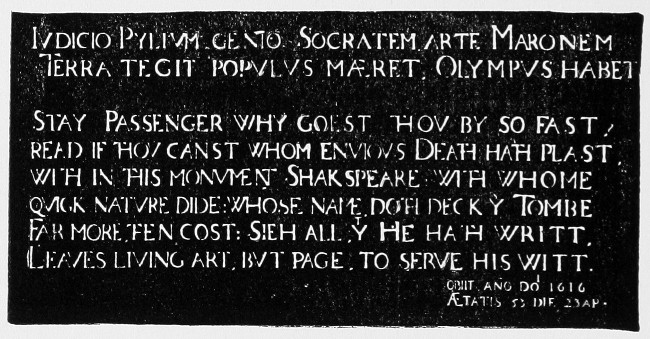 IVDICIO PYLIVM GENIO SOCRATEM ARTE MARONEM
TERRA TEGIT POPVLVS MÆRET, OLYMPVS HABET
STAY PASSENGER WHY GOEST THOV BY SO FAST,
READ IF THOV CANST WHOM ENVIOVS DEATH HATH PLAST,
WITH IN THIS MONVMENT SHAKSPEARE WITH WHOME
QVICK NATVRE DIDE: WHOSE NAME, DOTH DECK Y TOMBE
FAR MORE, TEN, COST: SIEH ALL, Y HE HATH WRITT,
LEAVES LIVING ART, BVT PAGE, TO SERVE HIS WITT.
OBIIT. AÑO DO 1616
ÆTATIS 53 DIE 23 AP.